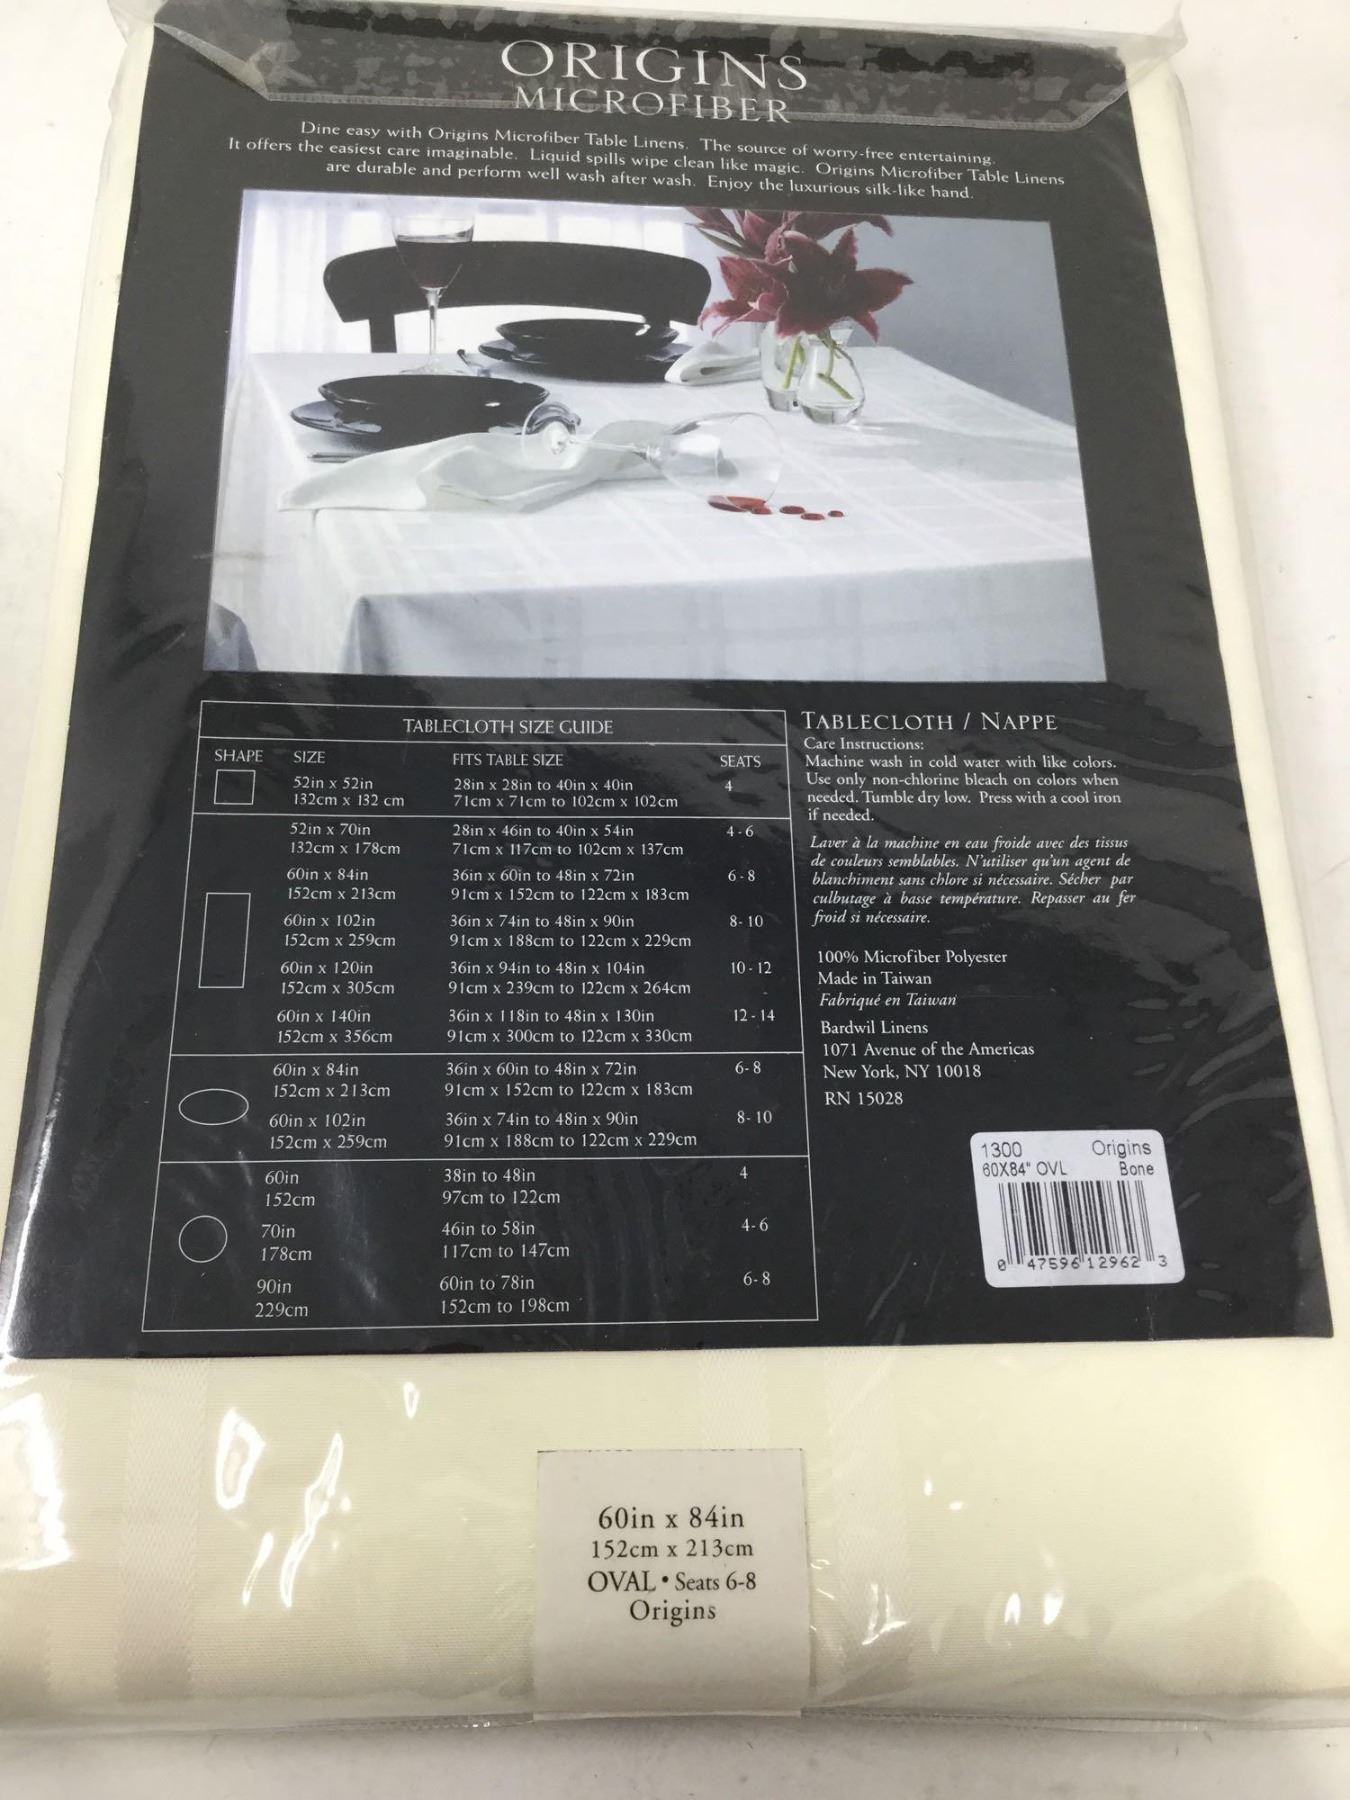 ORIGINS
MICROFIBER
Dine easy with Origins Microfiber Table Linens. The source of worry-free entertaining.
It offers the easiest care imaginable. Liquid spills wipe clean like magic. Origins Microfiber Table Linens
are durable and perform well wash after wash. Enjoy the luxurious silk-like hand.
TABLECLOTH SIZE GUIDE
SHAPE SIZE FITS TABLE SIZE SEATS
52in x 52in 28in x 28in to 40in x 40in 4
132cm x 132 cm 71cm x 71cm to 102cm x 102cm
52in x 70in 28in x 46in to 40in x 54in 4-6
132cm x 178cm 71cm x 117cm to 102cm x 137cm
60in x 84in 36in x 60in to 48in x 72in 6-8
152cm x 213cm 91cm x 152cm to 122cm x 183cm
60in x 102in 36in x 74in to 48in x 90in 8-10
152cm x 259cm 91cm x 188cm to 122cm x 229cm
60in x 120in 36in x 94in to 48in x 104in 10-12
152cm x 305cm 91cm x 239cm to 122cm x 264cm
60in x 140in 36in x 118in to 48in x 130in 12-14
152cm x 356cm 91cm x 300cm to 122cm x 330cm
60in x 84in 36in x 60in to 48in x 72in 6-8
152cm x 213cm 91cm x 152cm to 122cm x 183cm
60in x 102in 36in x 74in to 48in x 90in 8-10
152cm x 259cm 91cm x 188cm to 122cm x 229cm
60in 38in to 48in 4
152cm 97cm to 122cm
70in 46in to 58in 4-6
178cm 117cm to 147cm
90in 60in to 78in 6-8
229cm 152cm to 198cm
TABLECLOTH / NAPPE
Care Instructions:
Machine wash in cold water with like colors.
Use only non-chlorine bleach on colors when
needed. Tumble dry low. Press with a cool iron
if needed.
Laver à la machine en eau froide avec des tissus
de couleurs semblables. N'utiliser qu'un agent de
blanchiment sans chlore si nécessaire. Sécher par
culbutage à basse température. Repasser au fer
froid si nécessaire.
100% Microfiber Polyester
Made in Taiwan
Fabriqué en Taiwan
Bardwil Linens
1071 Avenue of the Americas
New York, NY 10018
RN 15028
1300 Origins
60X84" OVL Bone
0 47596 12962 3
60in x 84in
152cm x 213cm
OVAL • Seats 6-8
Origins